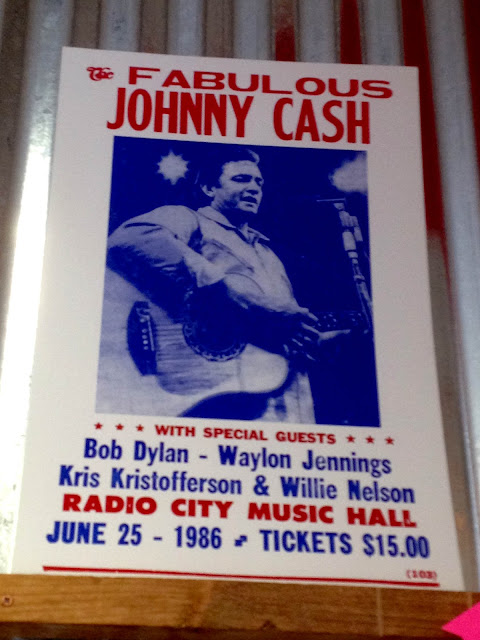 The FABULOUS
JOHNNY CASH
★ ★ ★ WITH SPECIAL GUESTS ★ ★ ★
Bob Dylan - Waylon Jennings
Kris Kristofferson & Willie Nelson
RADIO CITY MUSIC HALL
JUNE 25 - 1986 - TICKETS $15.00
(103)